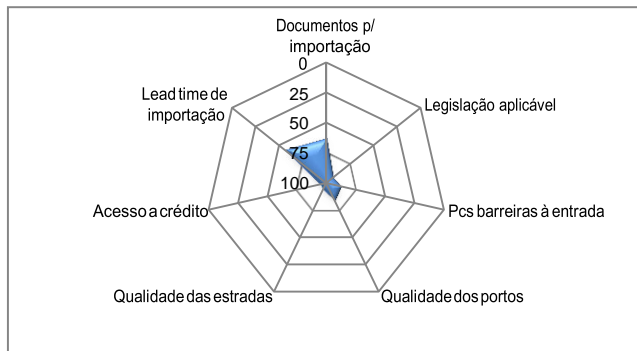 Documentos p/
importação
0
Lead time de
importação
25
Legislação aplicável
50
75
100
Acesso a crédito
Pcs barreiras à entrada
Qualidade das estradas
Qualidade dos portos